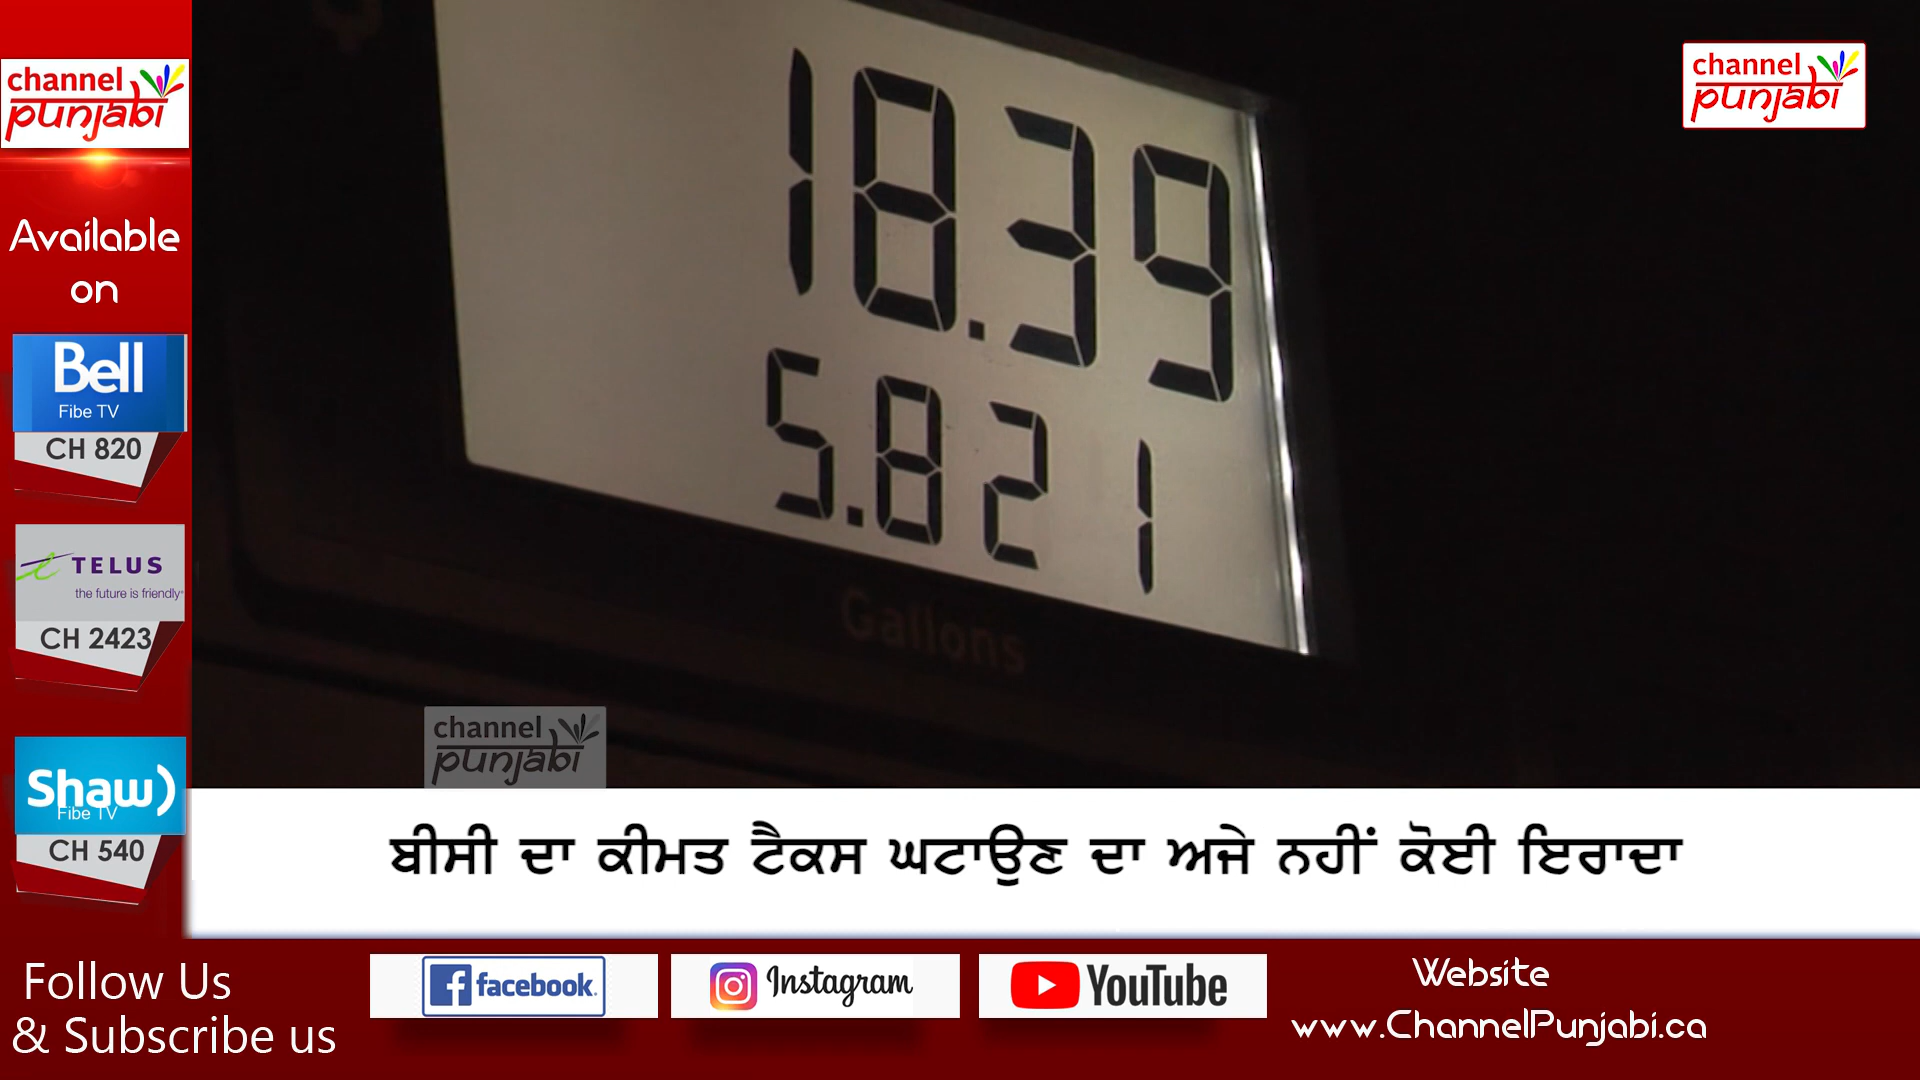 channel
punjabi
Available
on
Bell
Fibe TV
CH 820
TELUS
the future is friendly®
CH 2423
Shaw)
Fibe TV
CH 540
channel
punjabi
18.39
5.821
Gallons
channel
punjabi
ਬੀਸੀ ਦਾ ਕੀਮਤ ਟੈਕਸ ਘਟਾਉਣ ਦਾ ਅਜੇ ਨਹੀਂ ਕੋਈ ਇਰਾਦਾ
Follow Us
& Subscribe us
facebook.
Instagram
YouTube
Website
www.ChannelPunjabi.ca